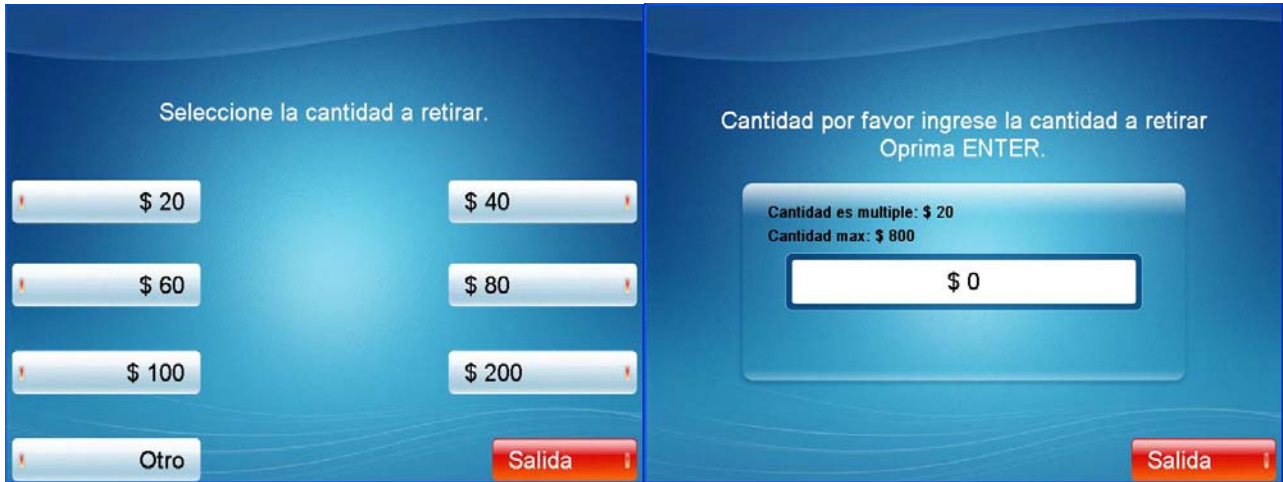 Seleccione la cantidad a retirar.
$ 20
$ 40
$ 60
$ 80
$ 100
$ 200
Otro
Salida
Cantidad por favor ingrese la cantidad a retirar
Oprima ENTER.
Cantidad es multiple: $ 20
Cantidad max: $ 800
$ 0
Salida